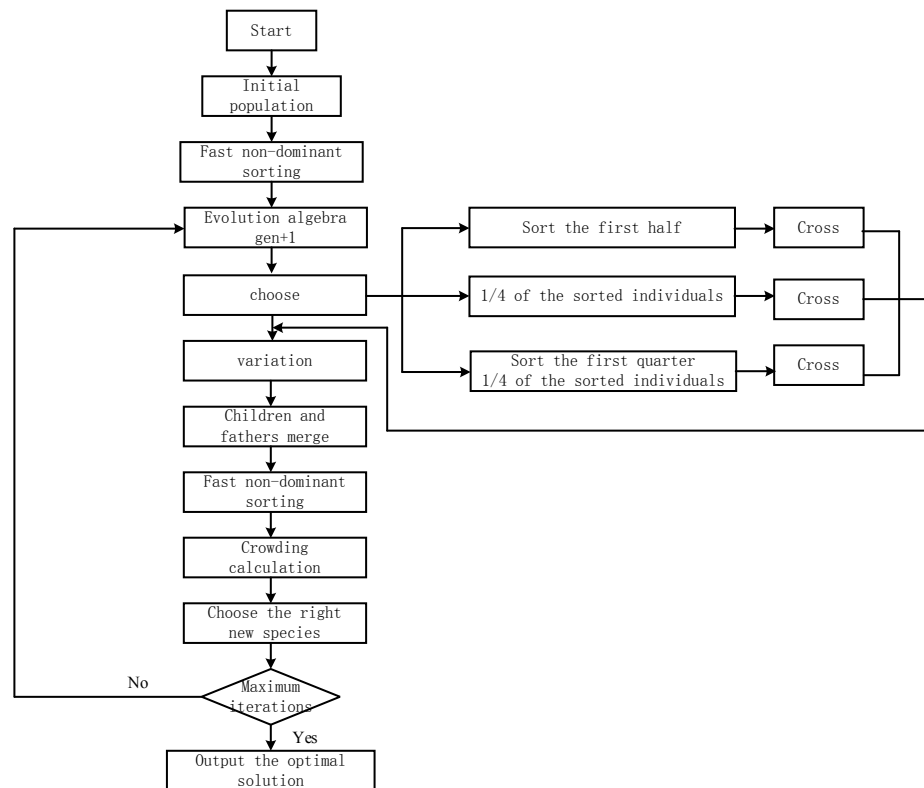 Start
Initial
population
Fast non-dominant
sorting
Evolution algebra
gen+1
choose
Sort the first half
Cross
1/4 of the sorted individuals
Cross
Sort the first quarter
1/4 of the sorted individuals
Cross
variation
Children and
fathers merge
Fast non-dominant
sorting
Crowding
calculation
Choose the right
new species
Maximum
iterations
No
Yes
Output the optimal
solution